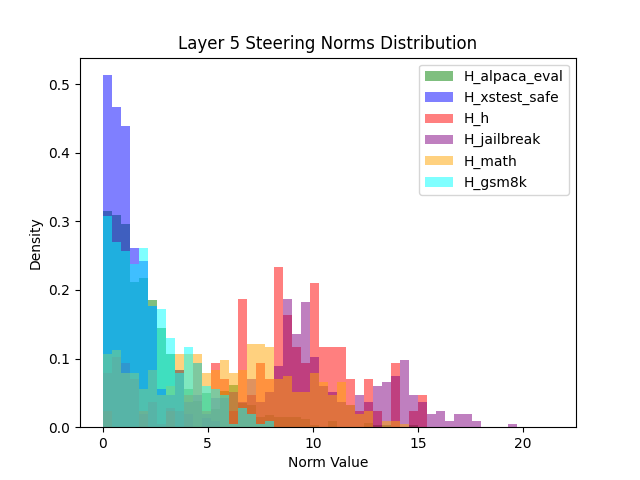 Layer 5 Steering Norms Distribution
H_alpaca_eval
H_xstest_safe
H_h
H_jailbreak
H_math
H_gsm8k
Density
0.5
0.4
0.3
0.2
0.1
0.0
0 5 10 15 20
Norm Value